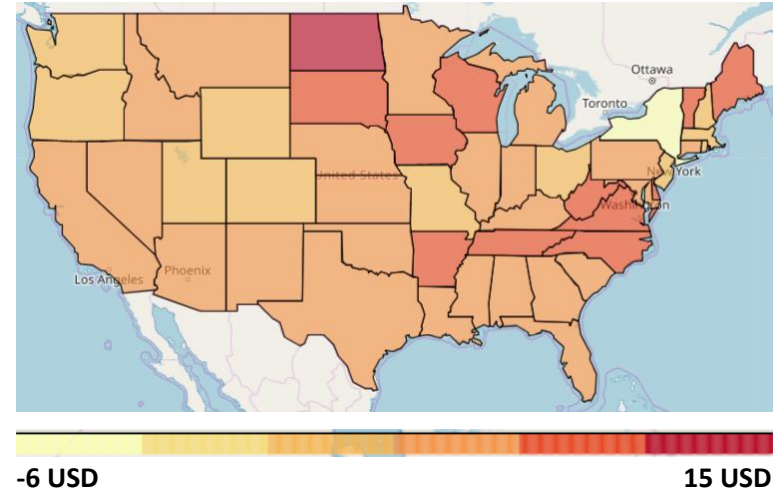 Ottawa
Toronto
United States
New York
Washington
Los Angeles
Phoenix
-6 USD
15 USD